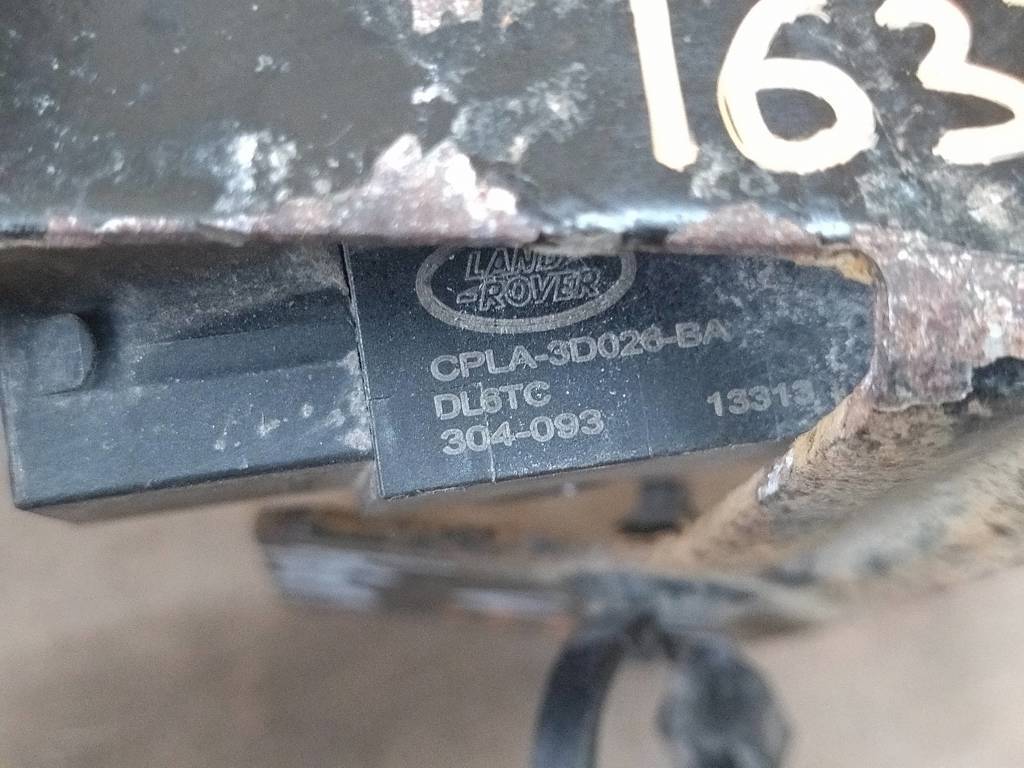 163
LAND-
-ROVER
CPLA-3D026-BA
DL6TC
304-093 13313